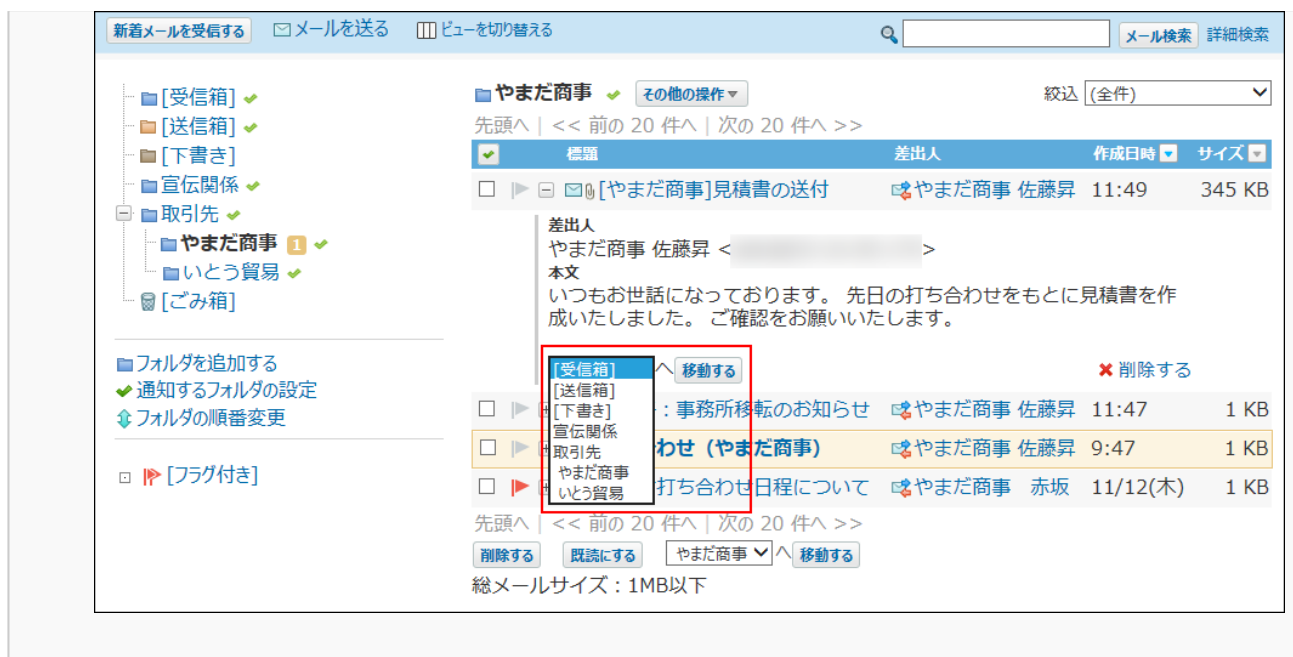 新着メールを受信する メールを送る ビューを切り替える メール検索 詳細検索
[受信箱]
[送信箱]
[下書き]
宣伝関係
取引先
やまだ商事 1
いとう貿易
[ごみ箱]
フォルダを追加する
通知するフォルダの設定
フォルダの順番変更
[フラグ付き]
やまだ商事 その他の操作 絞込 (全件)
先頭へ | << 前の 20 件へ | 次の 20 件へ >>
標題 差出人 作成日時 サイズ
[やまだ商事]見積書の送付 やまだ商事 佐藤昇 11:49 345 KB
差出人
やまだ商事 佐藤昇 < >
本文
いつもお世話になっております。 先日の打ち合わせをもとに見積書を作
成いたしました。 ご確認をお願いいたします。
[受信箱] へ 移動する 削除する
[送信箱]
[下書き]
宣伝関係
取引先
やまだ商事
いとう貿易
：事務所移転のお知らせ やまだ商事 佐藤昇 11:47 1 KB
わせ（やまだ商事） やまだ商事 佐藤昇 9:47 1 KB
打ち合わせ日程について やまだ商事 赤坂 11/12(木) 1 KB
先頭へ | << 前の 20 件へ | 次の 20 件へ >>
削除する 既読にする やまだ商事 へ 移動する
総メールサイズ：1MB以下